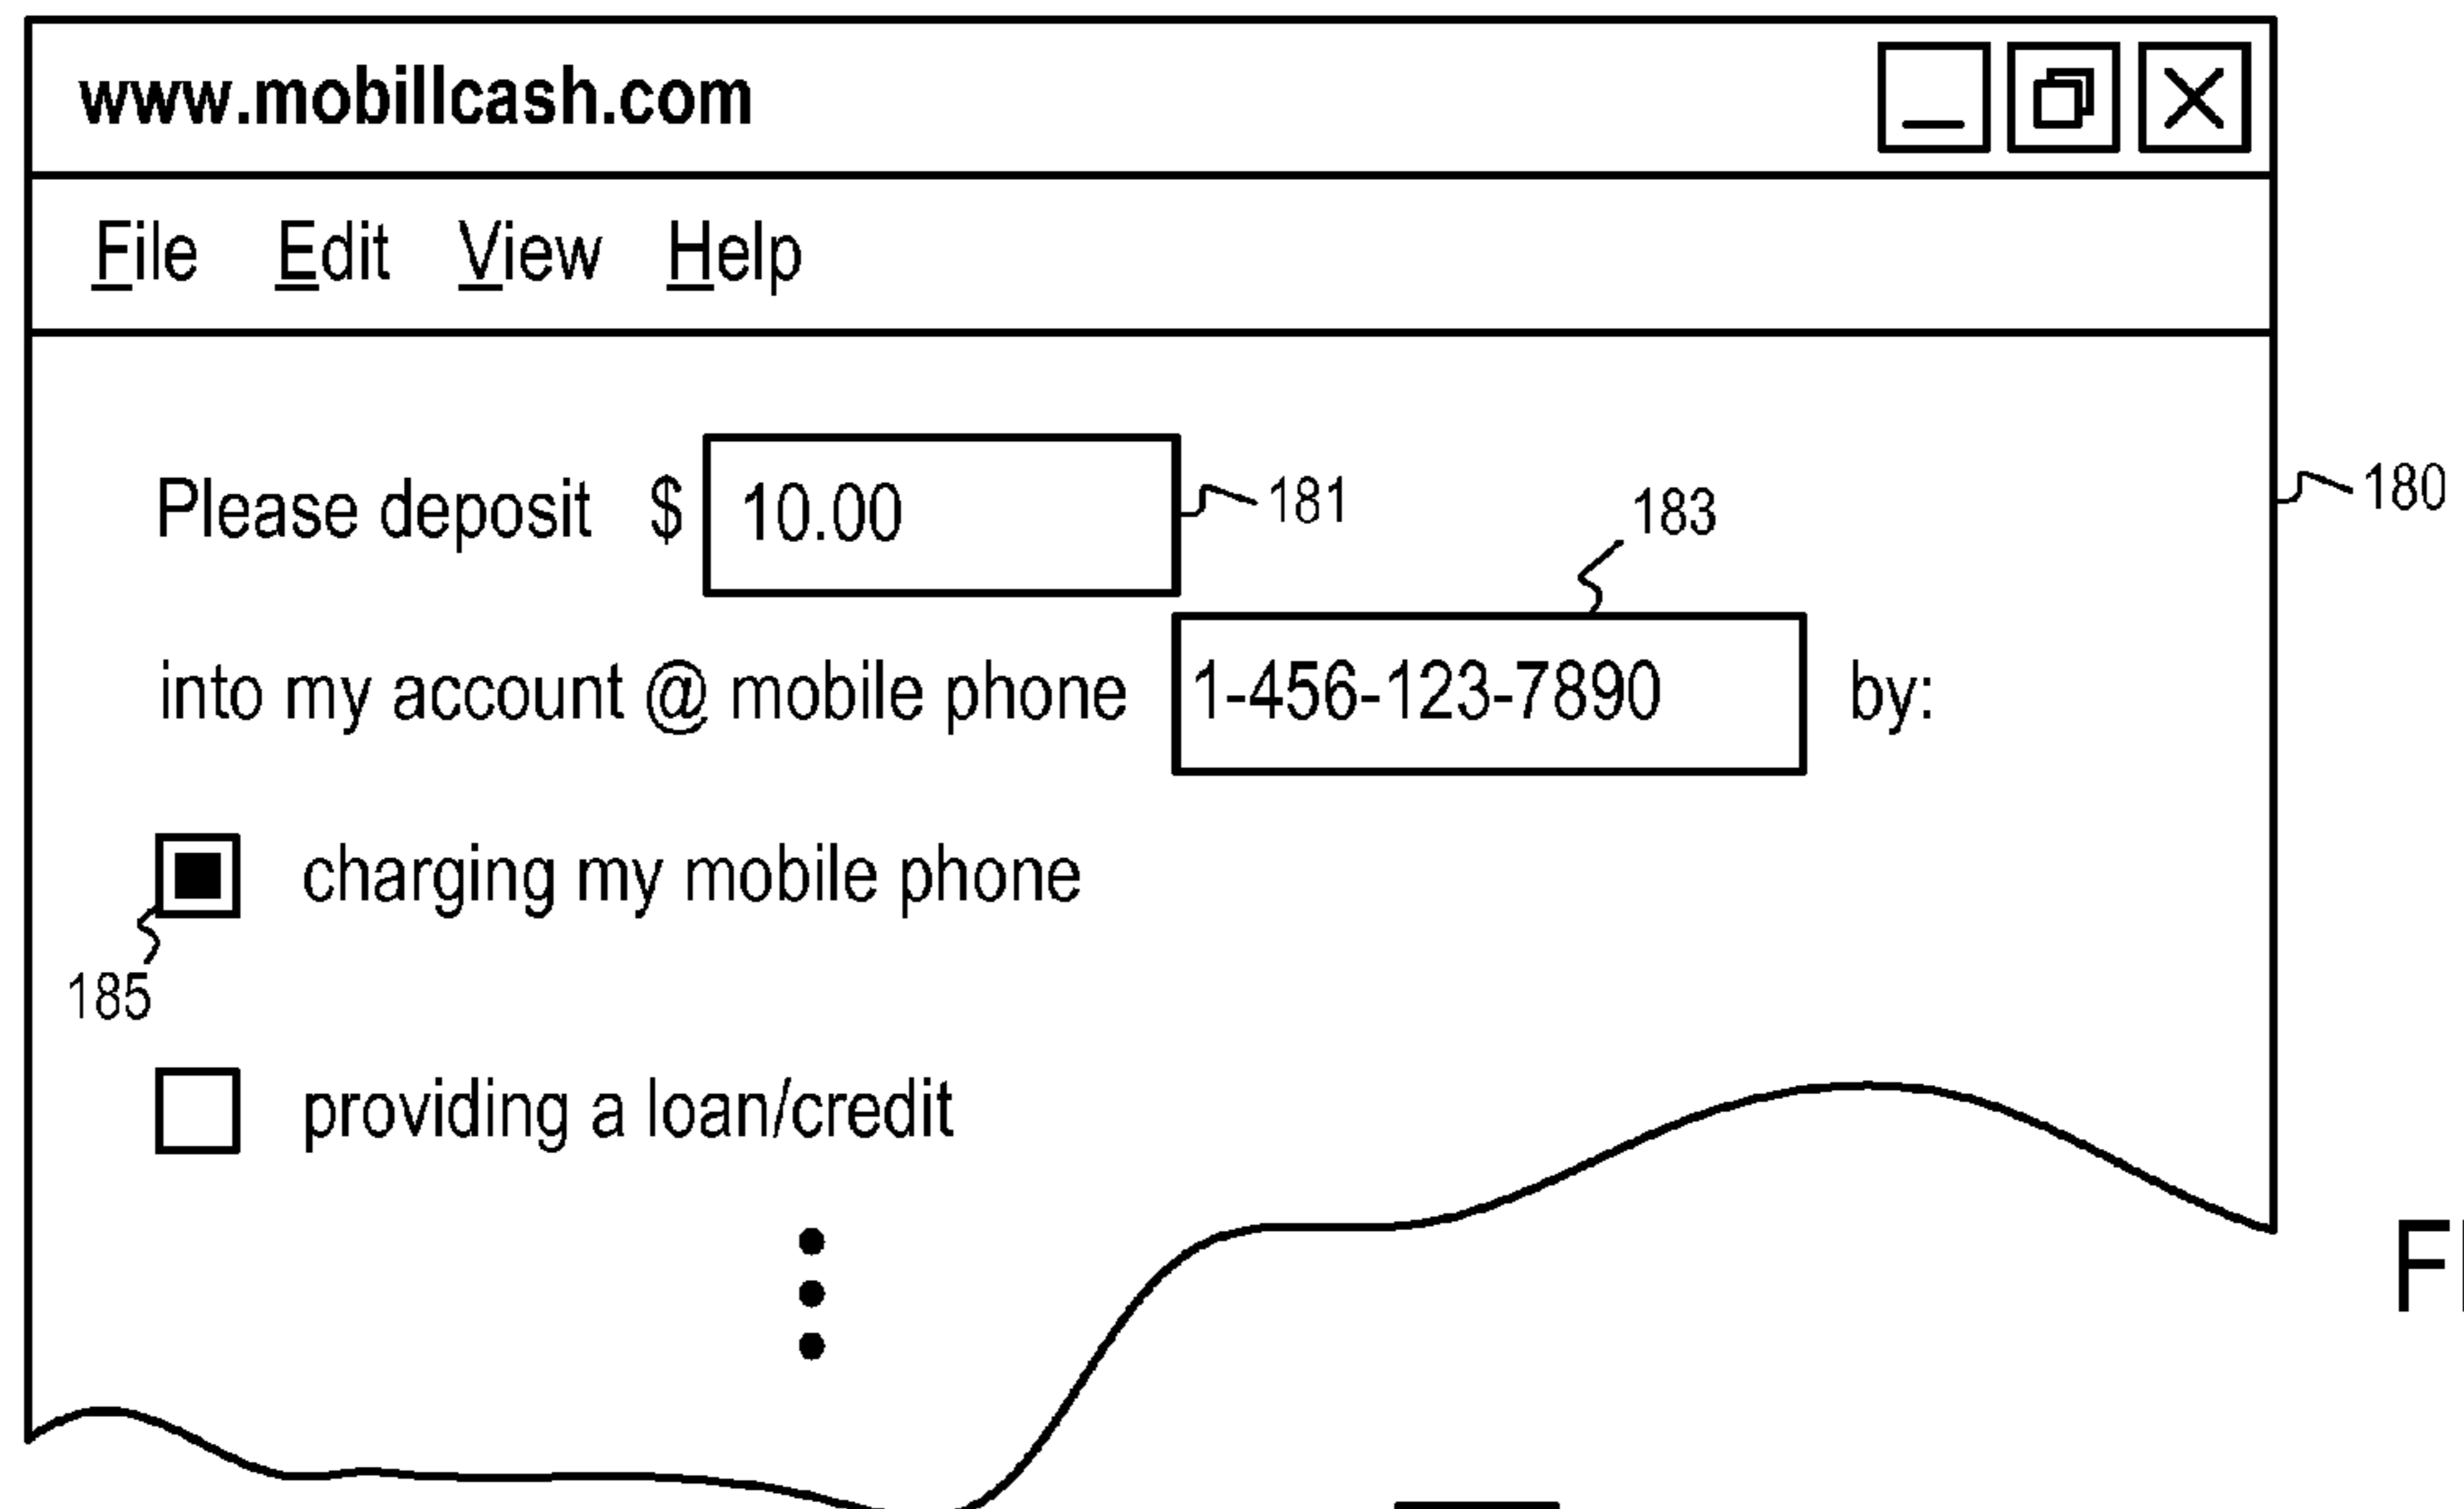 www.mobillcash.com
File Edit View Help
Please deposit $ 10.00 181
180
183
into my account @ mobile phone 1-456-123-7890 by:
charging my mobile phone
185
providing a loan/credit